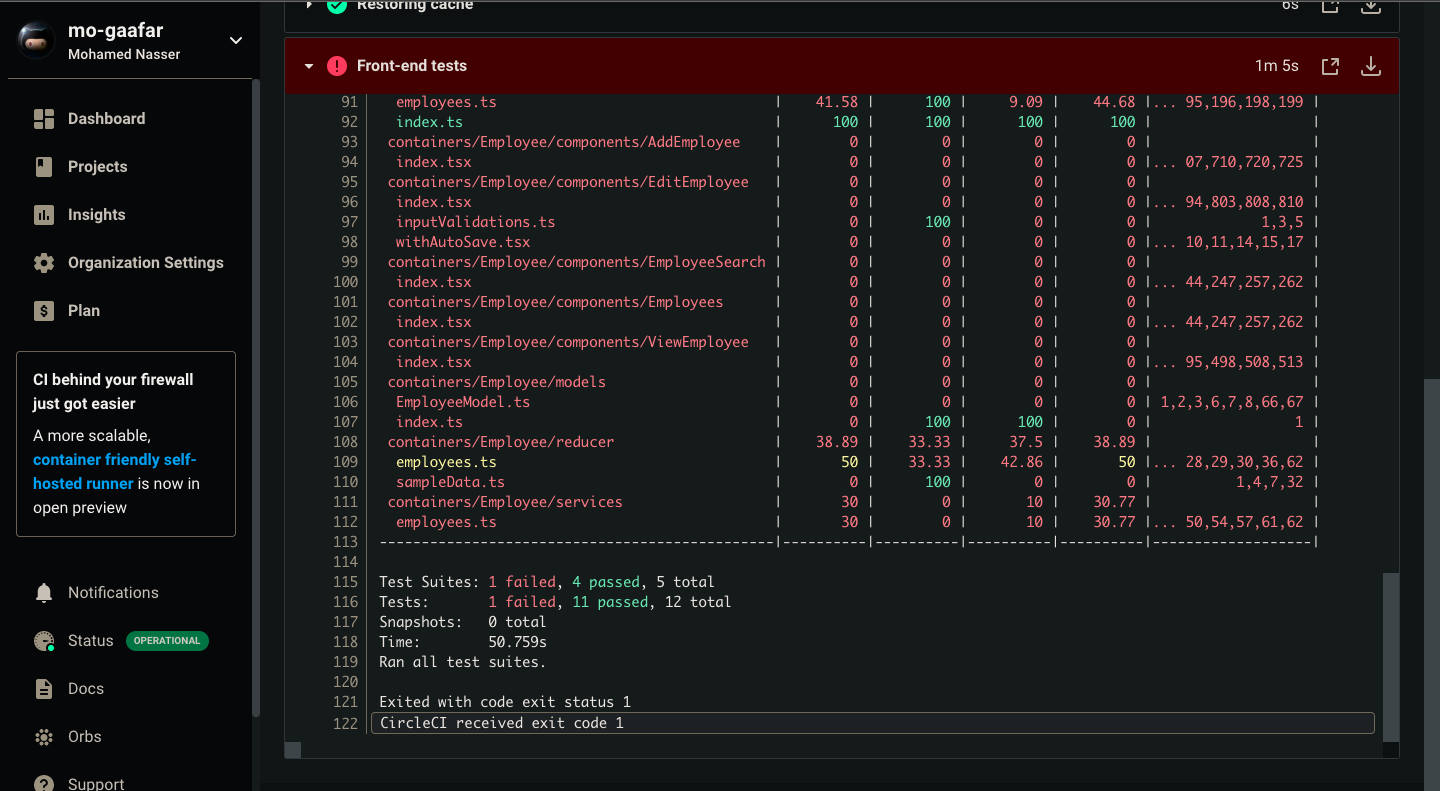 mo-gaafar
Mohamed Nasser
Dashboard
Projects
Insights
Organization Settings
Plan
CI behind your firewall
just got easier
A more scalable,
container friendly self-
hosted runner is now in
open preview
Notifications
Status OPERATIONAL
Docs
Orbs
Support
Restoring cache 6s
Front-end tests 1m 5s
91 employees.ts | 41.58 | 100 | 9.09 | 44.68 |... 95,196,198,199 |
92 index.ts | 100 | 100 | 100 | 100 | |
93 containers/Employee/components/AddEmployee | 0 | 0 | 0 | 0 | |
94 index.tsx | 0 | 0 | 0 | 0 |... 07,710,720,725 |
95 containers/Employee/components/EditEmployee | 0 | 0 | 0 | 0 | |
96 index.tsx | 0 | 0 | 0 | 0 |... 94,803,808,810 |
97 inputValidations.ts | 0 | 100 | 0 | 0 | 1,3,5 |
98 withAutoSave.tsx | 0 | 0 | 0 | 0 |... 10,11,14,15,17 |
99 containers/Employee/components/EmployeeSearch | 0 | 0 | 0 | 0 | |
100 index.tsx | 0 | 0 | 0 | 0 |... 44,247,257,262 |
101 containers/Employee/components/Employees | 0 | 0 | 0 | 0 | |
102 index.tsx | 0 | 0 | 0 | 0 |... 44,247,257,262 |
103 containers/Employee/components/ViewEmployee | 0 | 0 | 0 | 0 | |
104 index.tsx | 0 | 0 | 0 | 0 |... 95,498,508,513 |
105 containers/Employee/models | 0 | 0 | 0 | 0 | |
106 EmployeeModel.ts | 0 | 0 | 0 | 0 | 1,2,3,6,7,8,66,67 |
107 index.ts | 0 | 100 | 100 | 0 | 1 |
108 containers/Employee/reducer | 38.89 | 33.33 | 37.5 | 38.89 | |
109 employees.ts | 50 | 33.33 | 42.86 | 50 |... 28,29,30,36,62 |
110 sampleData.ts | 0 | 100 | 0 | 0 | 1,4,7,32 |
111 containers/Employee/services | 30 | 0 | 10 | 30.77 | |
112 employees.ts | 30 | 0 | 10 | 30.77 |... 50,54,57,61,62 |
113 -----------------------------------------------|----------|----------|----------|----------|-------------------|
114
115 Test Suites: 1 failed, 4 passed, 5 total
116 Tests: 1 failed, 11 passed, 12 total
117 Snapshots: 0 total
118 Time: 50.759s
119 Ran all test suites.
120
121 Exited with code exit status 1
122 CircleCI received exit code 1